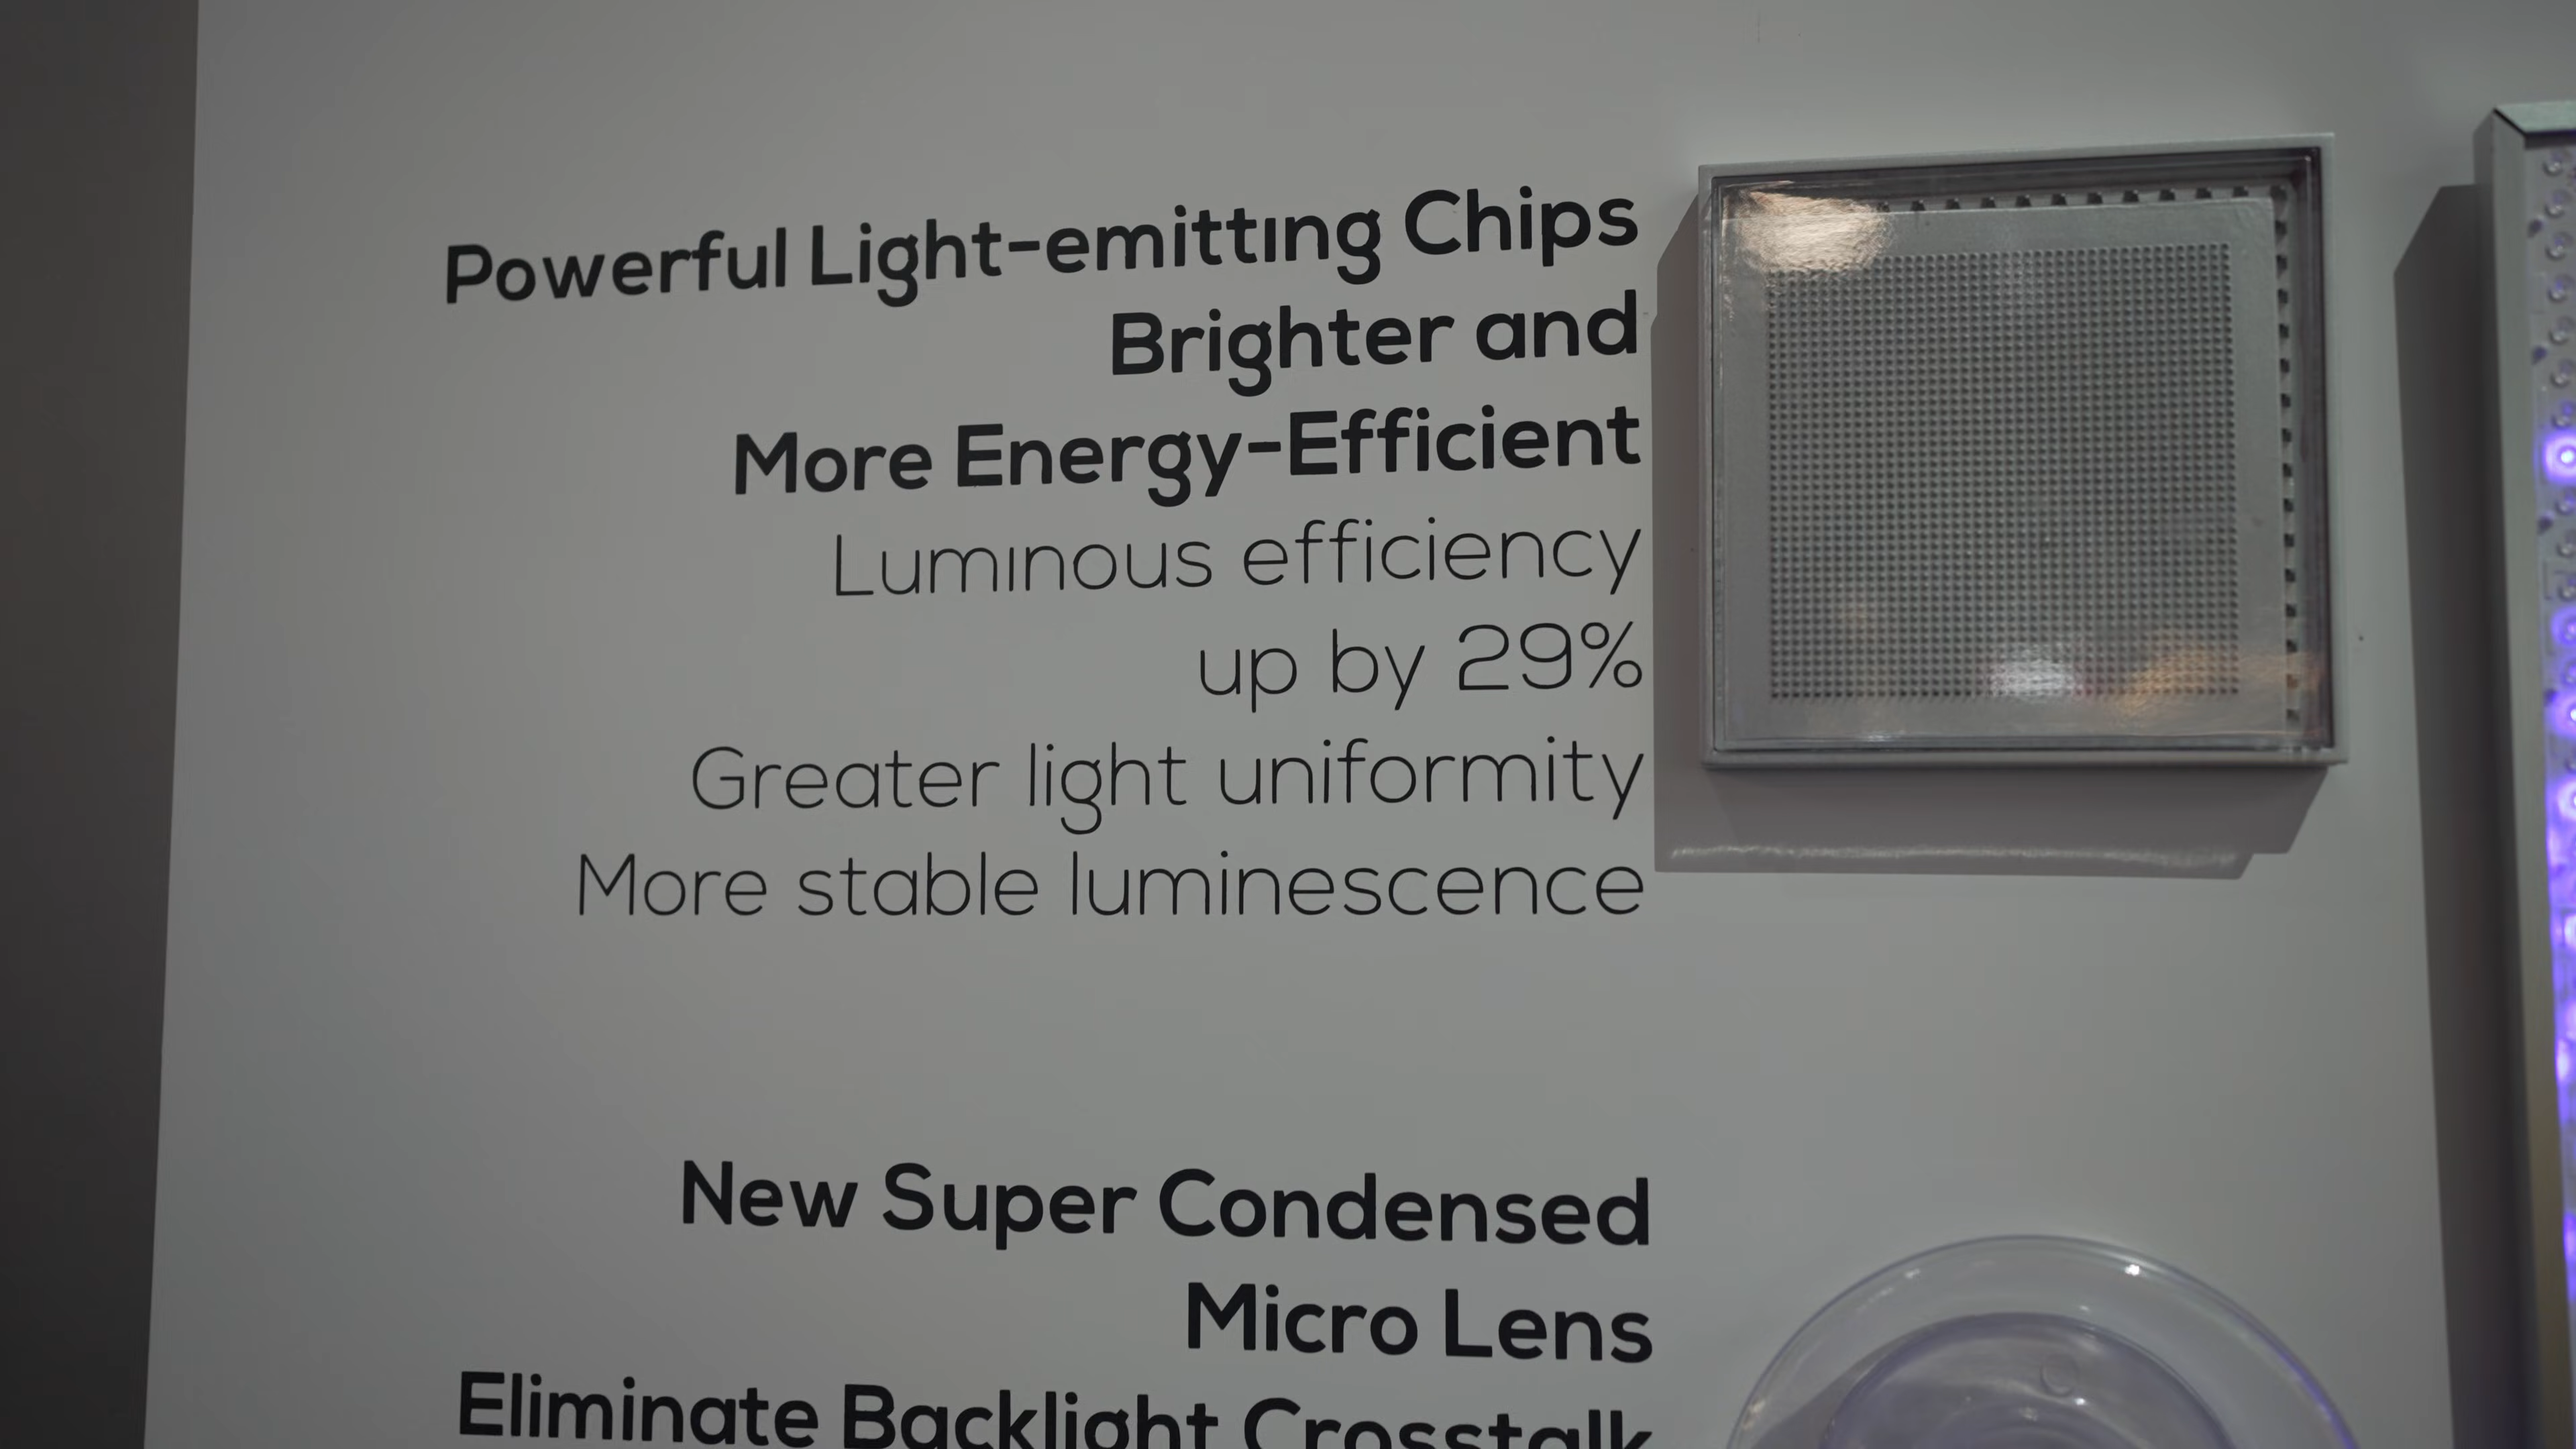 Powerful Light-emitting Chips
Brighter and
More Energy-Efficient
Luminous efficiency
up by 29%
Greater light uniformity
More stable luminescence
New Super Condensed
Micro Lens
Eliminate Backlight Crosstalk